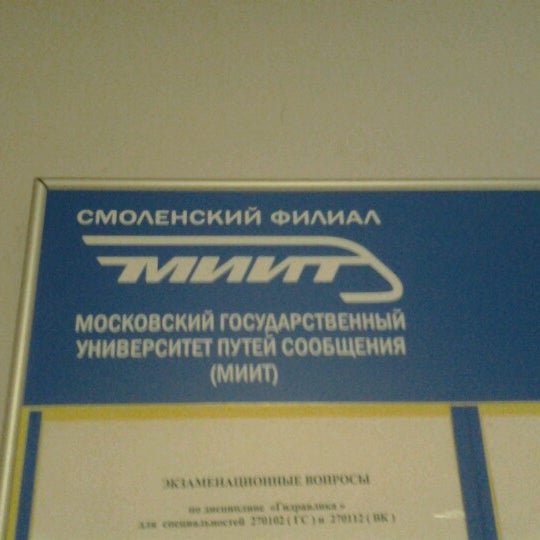 СМОЛЕНСКИЙ ФИЛИАЛ
МИИТ
МОСКОВСКИЙ ГОСУДАРСТВЕННЫЙ
УНИВЕРСИТЕТ ПУТЕЙ СООБЩЕНИЯ
(МИИТ)
ЭКЗАМЕНАЦИОННЫЕ ВОПРОСЫ
по дисциплине «Гидравлика»
для специальностей 270102 ( ГС ) и 270112 ( ВК )